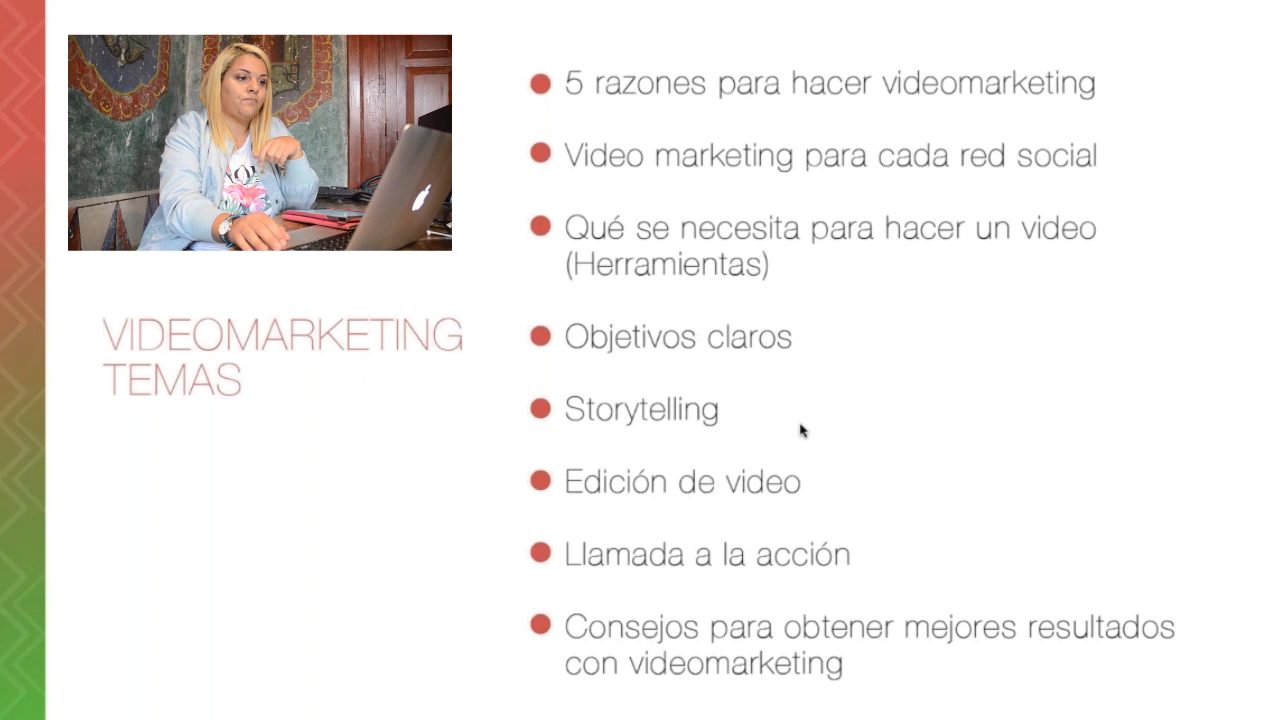 VIDEOMARKETING
TEMAS
5 razones para hacer videomarketing
Video marketing para cada red social
Qué se necesita para hacer un video
(Herramientas)
Objetivos claros
Storytelling
Edición de video
Llamada a la acción
Consejos para obtener mejores resultados
con videomarketing